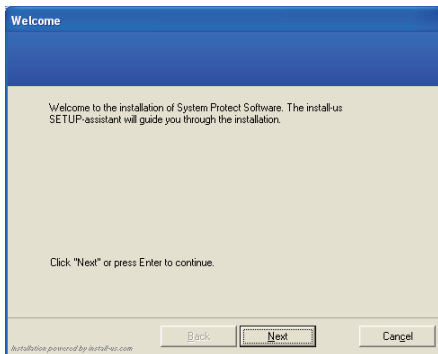 Welcome
Welcome to the installation of System Protect Software. The install-us
SETUP-assistant will guide you through the installation.
Click "Next" or press Enter to continue.
Back
Next
Cancel
Installation powered by install-us.com